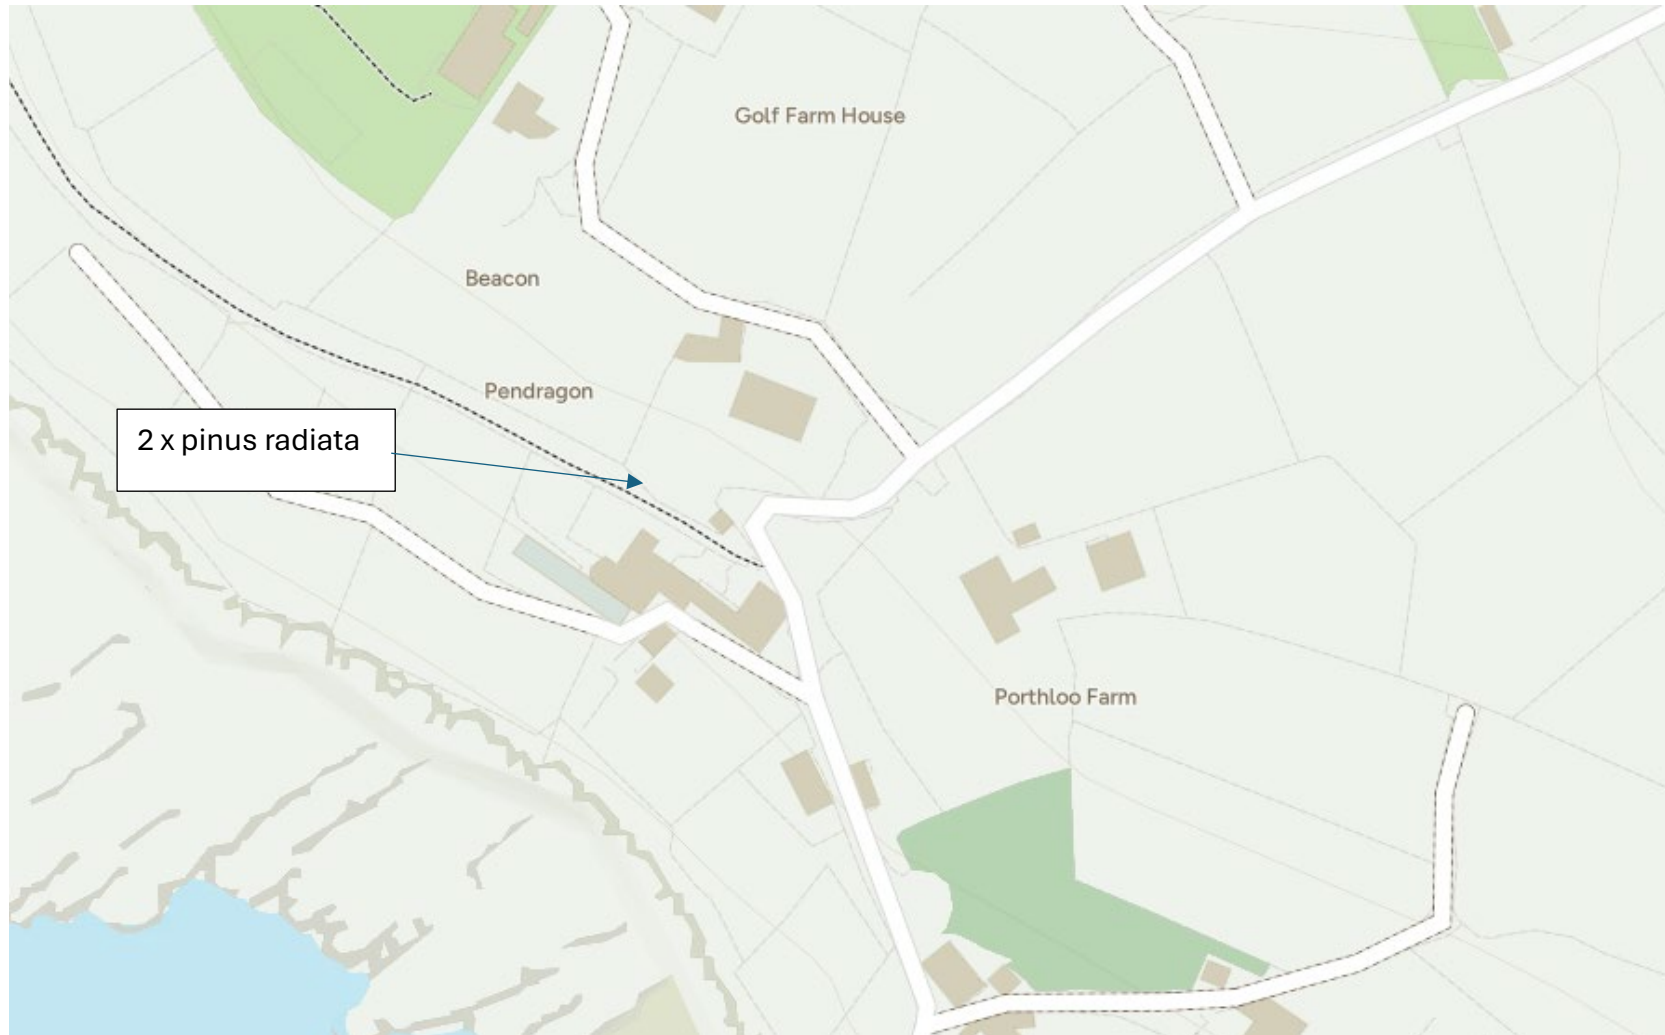 Golf Farm House
Beacon
Pendragon
2 x pinus radiata
Porthloo Farm